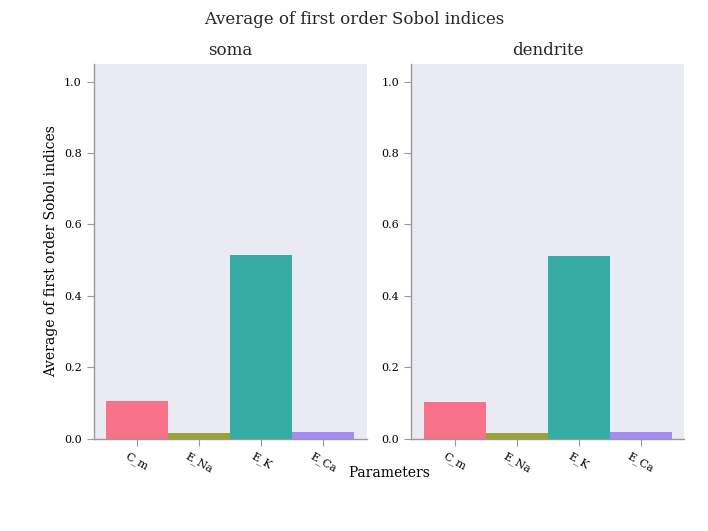 Average of first order Sobol indices
soma
dendrite
Average of first order Sobol indices
1.0
0.8
0.6
0.4
0.2
0.0
C_m
E_Na
E_K
E_Ca
1.0
0.8
0.6
0.4
0.2
0.0
C_m
E_Na
E_K
E_Ca
Parameters